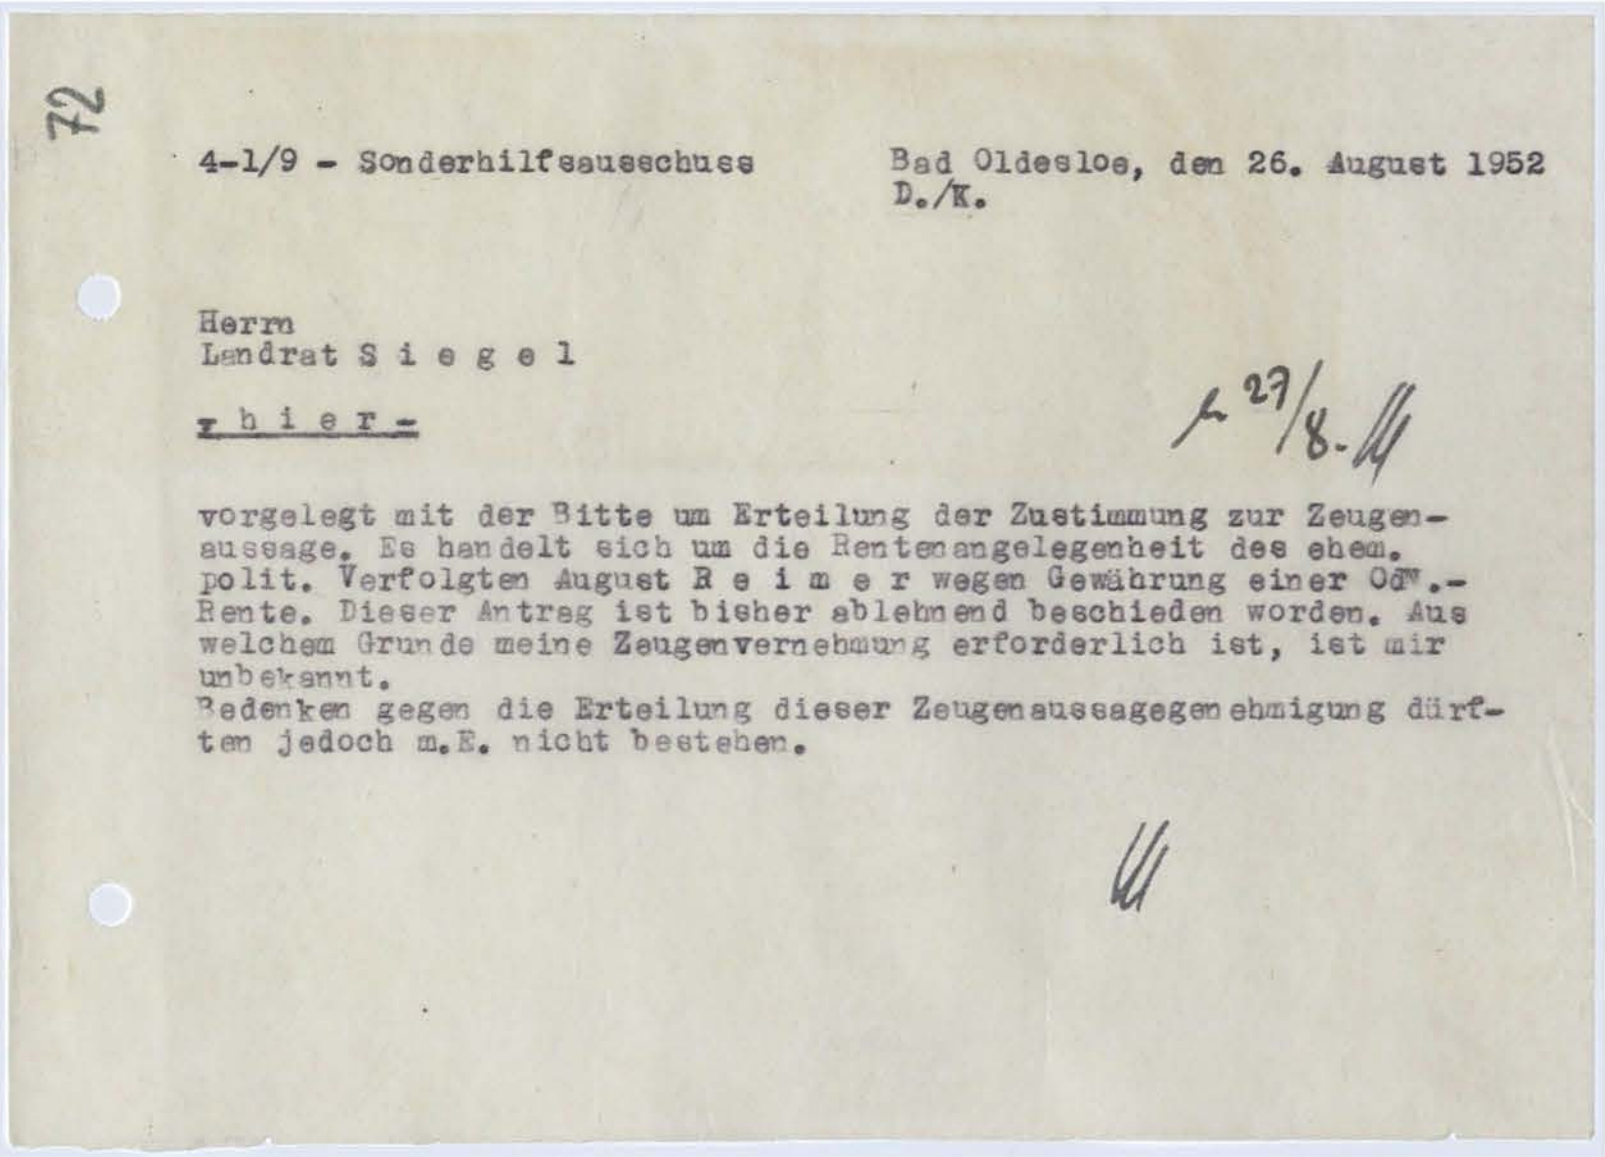 72
4-1/9 - Sonderhilfsausschuss
Bad Oldesloe, den 26. August 1952
D./K.
Herrn
Landrat S i e g e l
- h i e r -
27/8.
vorgelegt mit der Bitte um Erteilung der Zustimmung zur Zeugen-
aussage. Es handelt sich um die Rentenangelegenheit des ehem.
polit. Verfolgten August R e i m e r wegen Gewährung einer OdN.-
Rente. Dieser Antrag ist bisher ablehnend beschieden worden. Aus
welchem Grunde meine Zeugenvernehmung erforderlich ist, ist mir
unbekannt.
Bedenken gegen die Erteilung dieser Zeugenaussagegenehmigung dürf-
ten jedoch m.E. nicht bestehen.